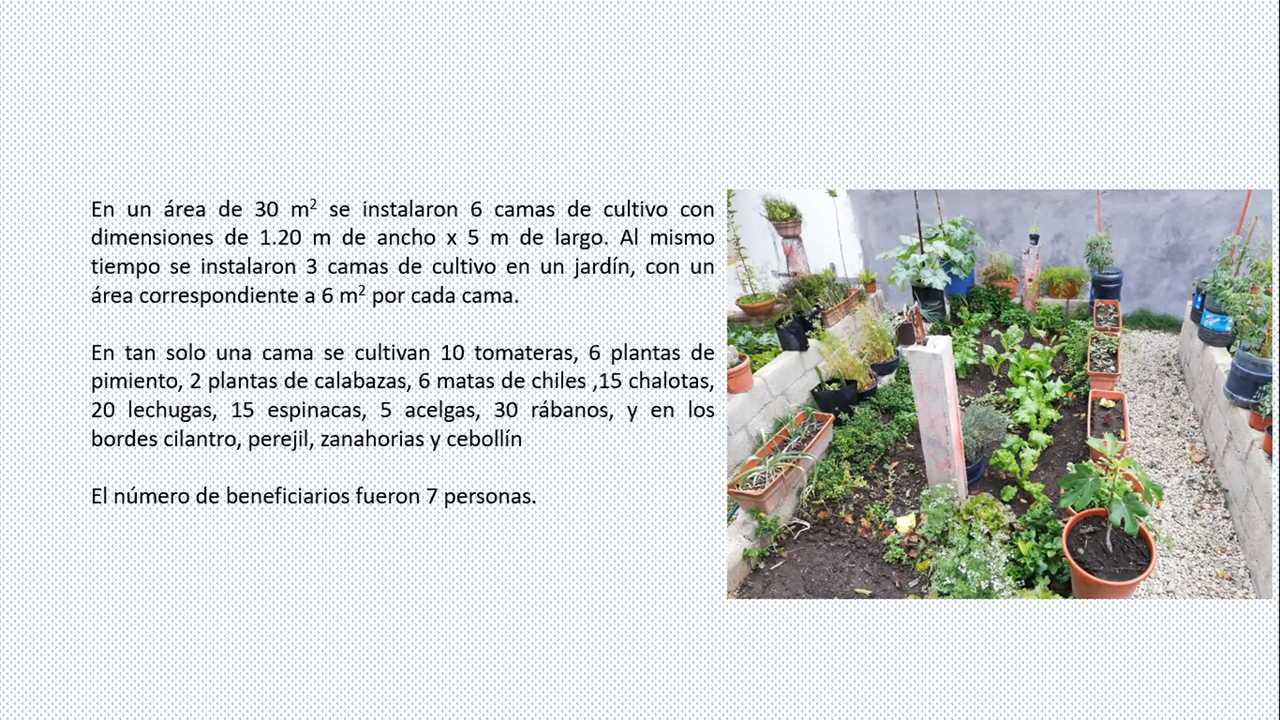 En un área de 30 m² se instalaron 6 camas de cultivo con
dimensiones de 1.20 m de ancho x 5 m de largo. Al mismo
tiempo se instalaron 3 camas de cultivo en un jardín, con un
área correspondiente a 6 m² por cada cama.
En tan solo una cama se cultivan 10 tomateras, 6 plantas de
pimiento, 2 plantas de calabazas, 6 matas de chiles ,15 chalotas,
20 lechugas, 15 espinacas, 5 acelgas, 30 rábanos, y en los
bordes cilantro, perejil, zanahorias y cebollín
El número de beneficiarios fueron 7 personas.